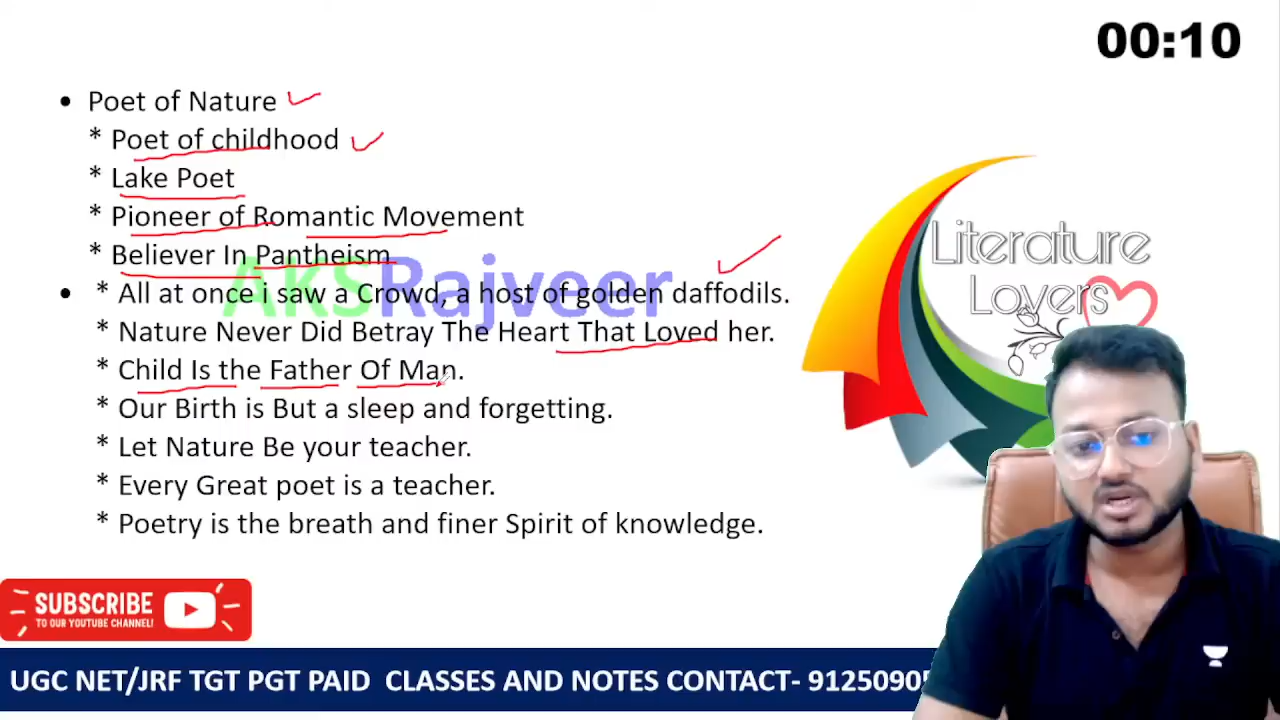 00:10
• Poet of Nature
* Poet of childhood
* Lake Poet
* Pioneer of Romantic Movement
* Believer In Pantheism
AKSRajveer
• * All at once i saw a Crowd, a host of golden daffodils.
* Nature Never Did Betray The Heart That Loved her.
* Child Is the Father Of Man.
* Our Birth is But a sleep and forgetting.
* Let Nature Be your teacher.
* Every Great poet is a teacher.
* Poetry is the breath and finer Spirit of knowledge.
Literature
Lovers
SUBSCRIBE
TO OUR YOUTUBE CHANNEL!
UGC NET/JRF TGT PGT PAID CLASSES AND NOTES CONTACT- 9125090